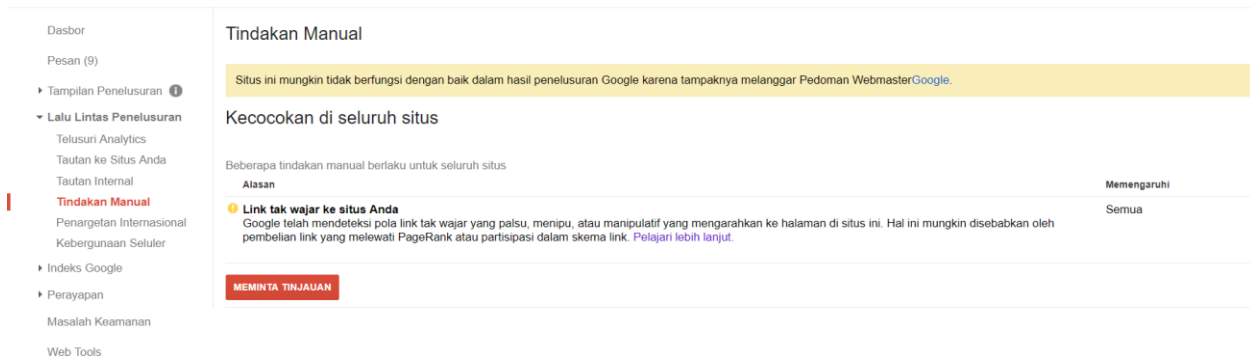 Dasbor
Pesan (9)
Tampilan Penelusuran
Lalu Lintas Penelusuran
Telusuri Analytics
Tautan ke Situs Anda
Tautan Internal
Tindakan Manual
Penargetan Internasional
Kebergunaan Seluler
Indeks Google
Perayapan
Masalah Keamanan
Web Tools
Tindakan Manual
Situs ini mungkin tidak berfungsi dengan baik dalam hasil penelusuran Google karena tampaknya melanggar Pedoman WebmasterGoogle.
Kecocokan di seluruh situs
Beberapa tindakan manual berlaku untuk seluruh situs
Alasan Memengaruhi
Link tak wajar ke situs Anda Semua
Google telah mendeteksi pola link tak wajar yang palsu, menipu, atau manipulatif yang mengarahkan ke halaman di situs ini. Hal ini mungkin disebabkan oleh
pembelian link yang melewati PageRank atau partisipasi dalam skema link. Pelajari lebih lanjut.
MEMINTA TINJAUAN